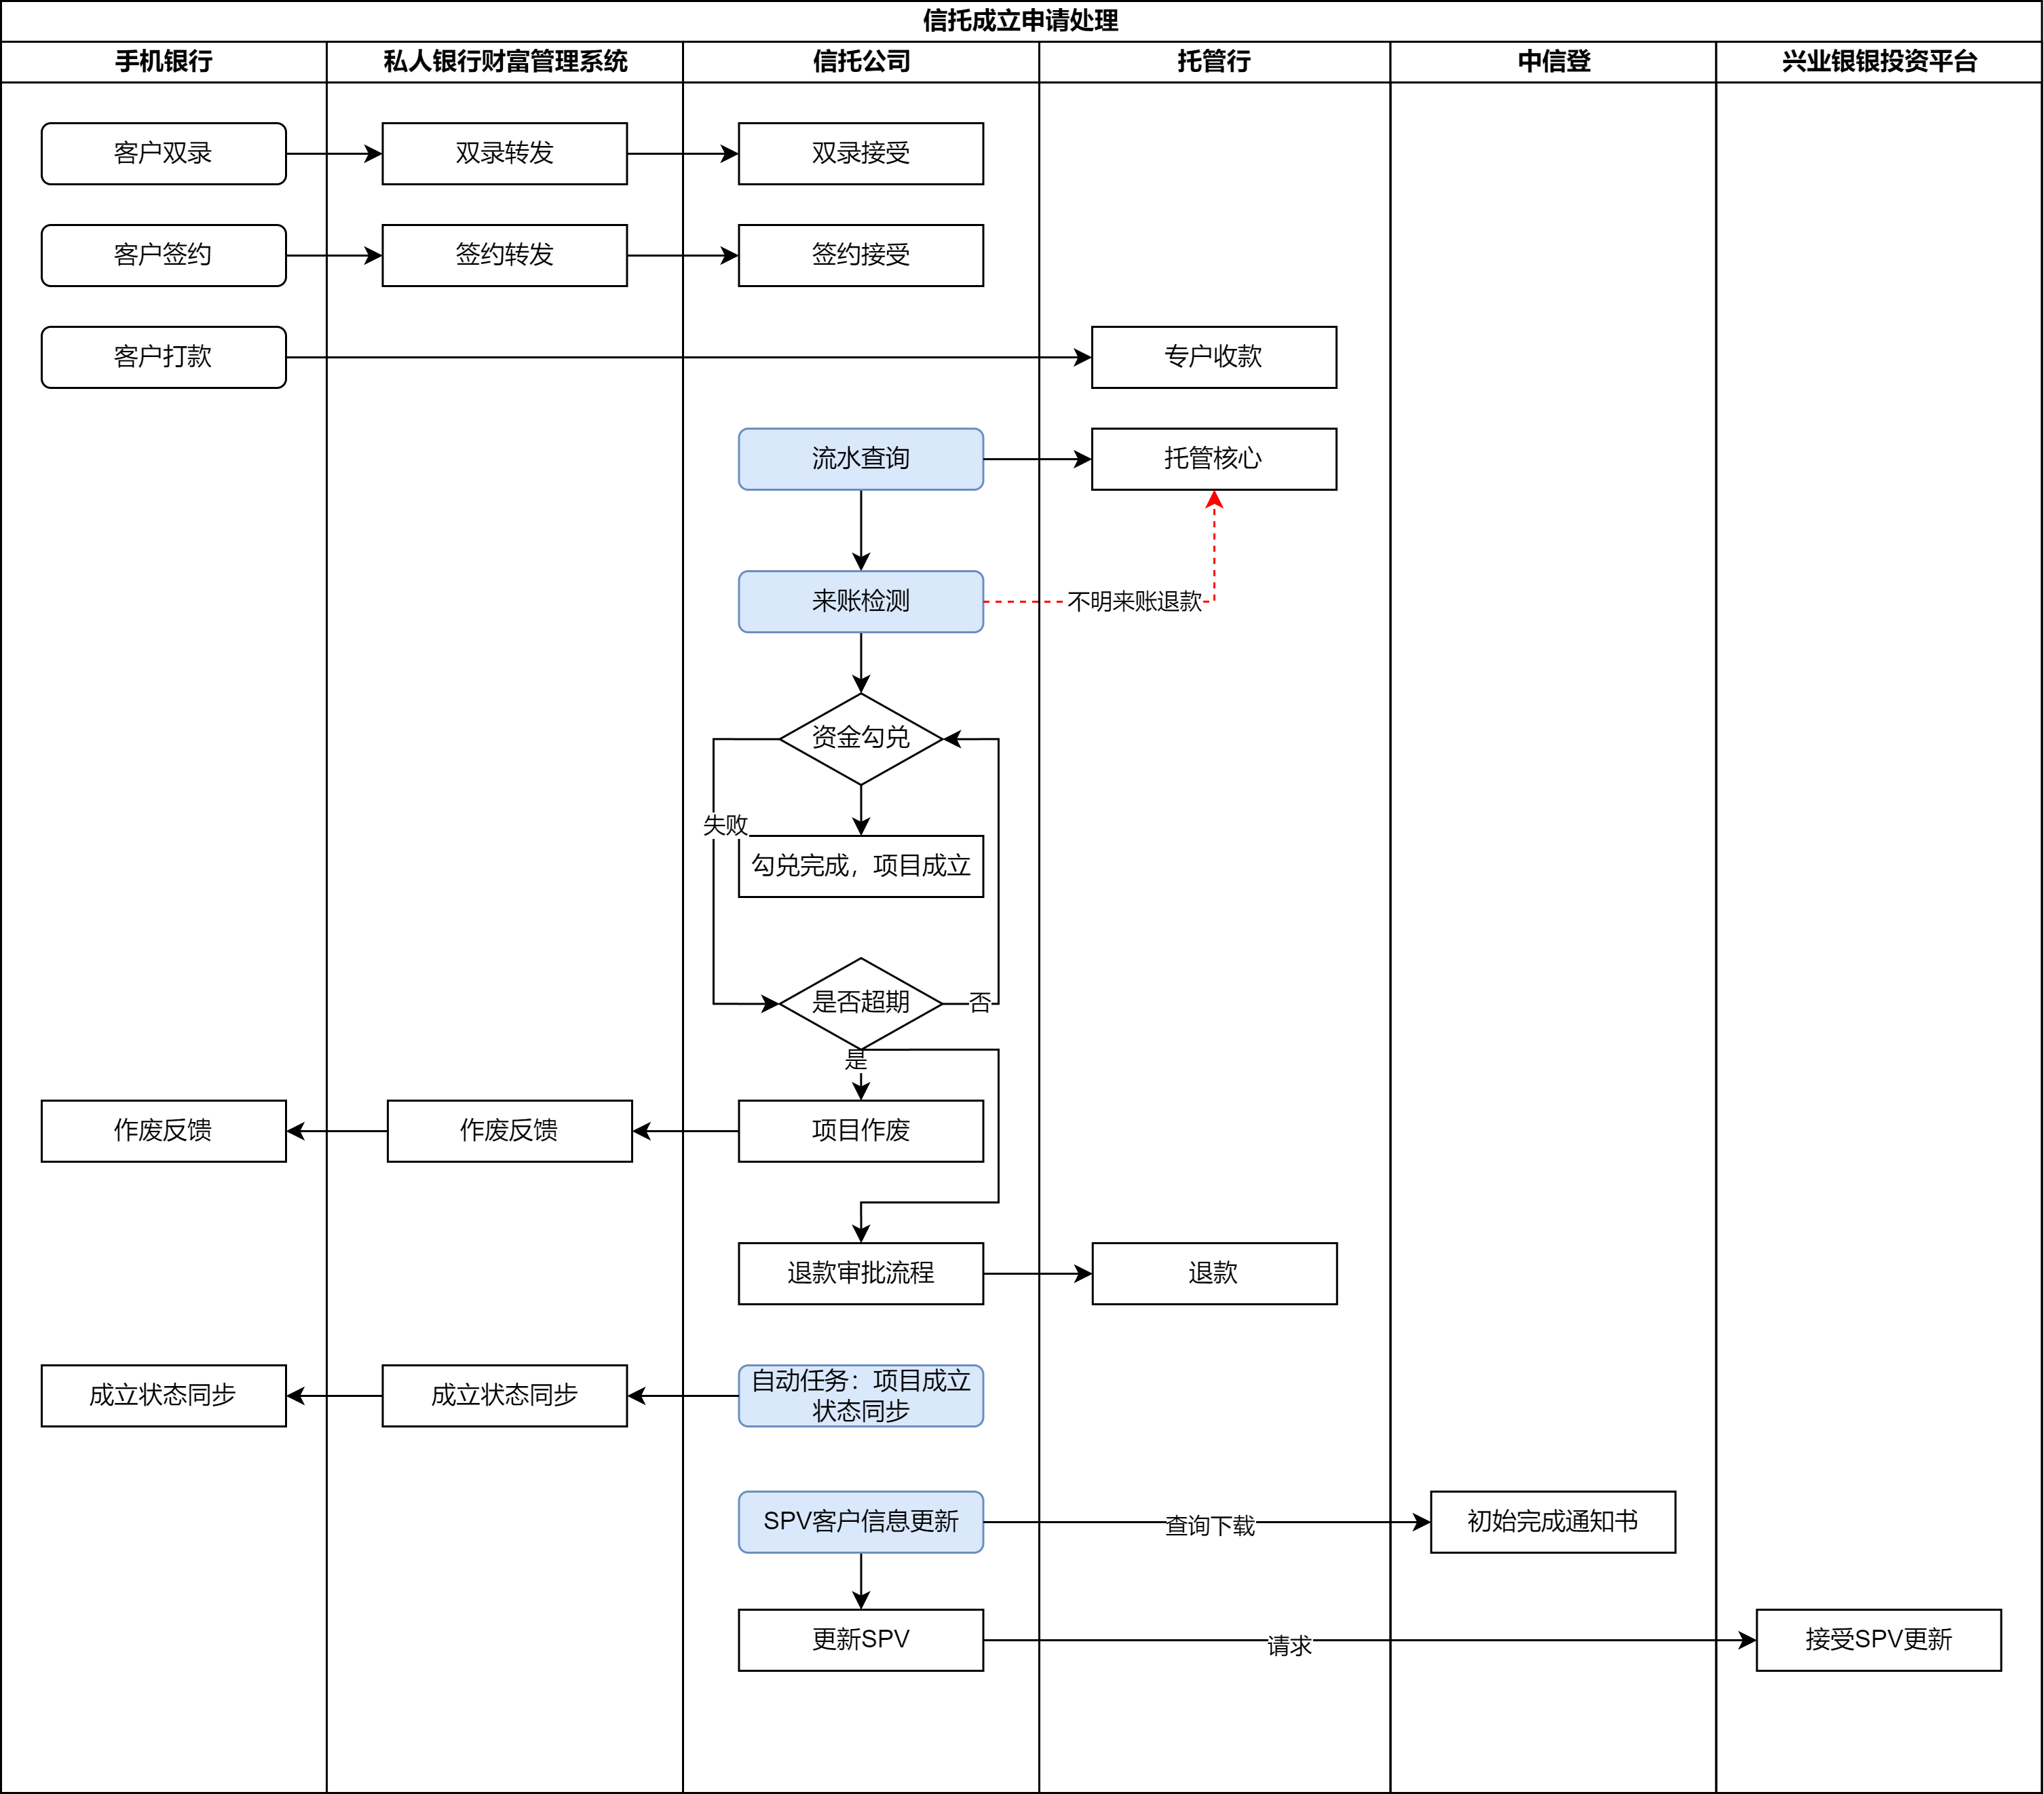 信托成立申请处理
手机银行
私人银行财富管理系统
信托公司
托管行
中信登
兴业银银投资平台
客户双录
双录转发
双录接受
客户签约
签约转发
签约接受
客户打款
专户收款
流水查询
托管核心
来账检测
不明来账退款
资金勾兑
失败
勾兑完成，项目成立
是否超期
否
是
作废反馈
作废反馈
项目作废
退款审批流程
退款
成立状态同步
成立状态同步
自动任务：项目成立
状态同步
SPV客户信息更新
查询下载
初始完成通知书
更新SPV
请求
接受SPV更新